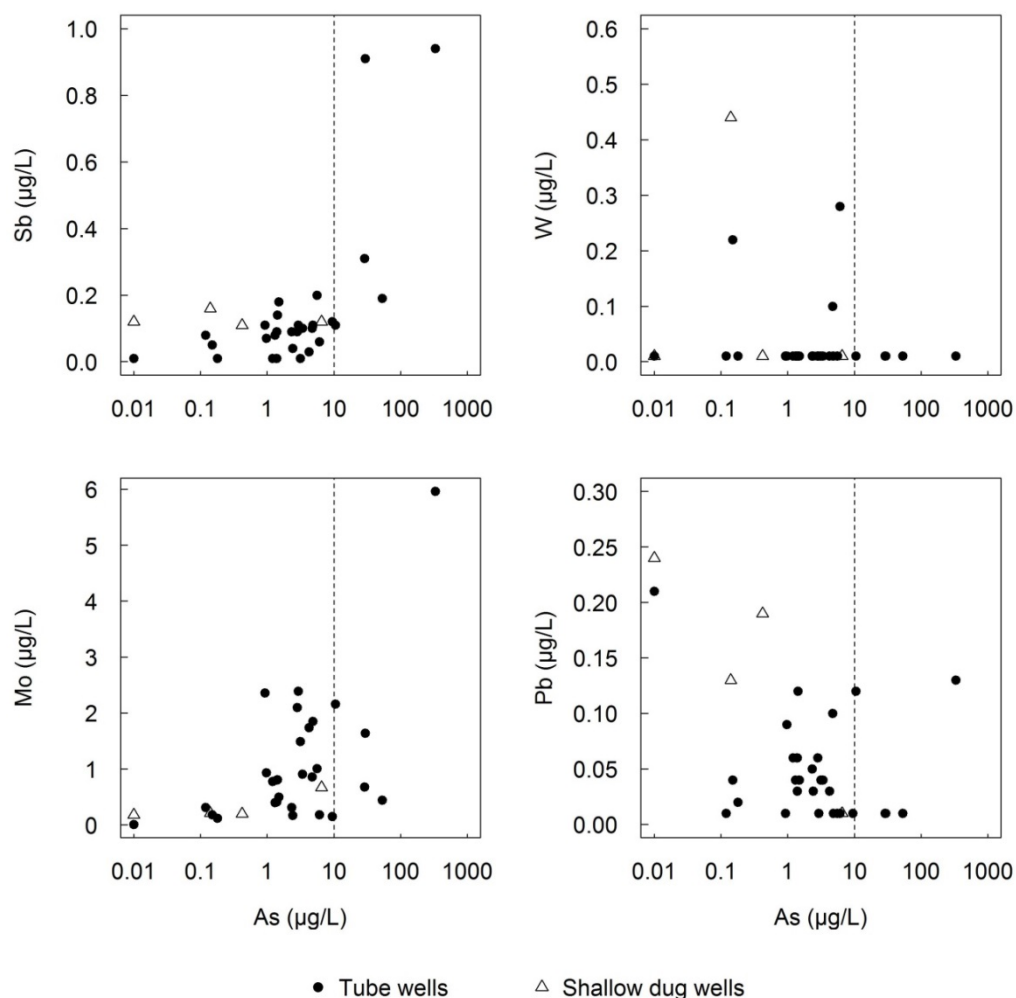 1.0
0.8
0.6
0.4
0.2
0.0
Sb (µg/L)
0.01 0.1 1 10 100 1000
0.6
0.5
0.4
0.3
0.2
0.1
0.0
W (µg/L)
0.01 0.1 1 10 100 1000
6
5
4
3
2
1
0
Mo (µg/L)
0.01 0.1 1 10 100 1000
As (µg/L)
0.30
0.25
0.20
0.15
0.10
0.05
0.00
Pb (µg/L)
0.01 0.1 1 10 100 1000
As (µg/L)
Tube wells
Shallow dug wells